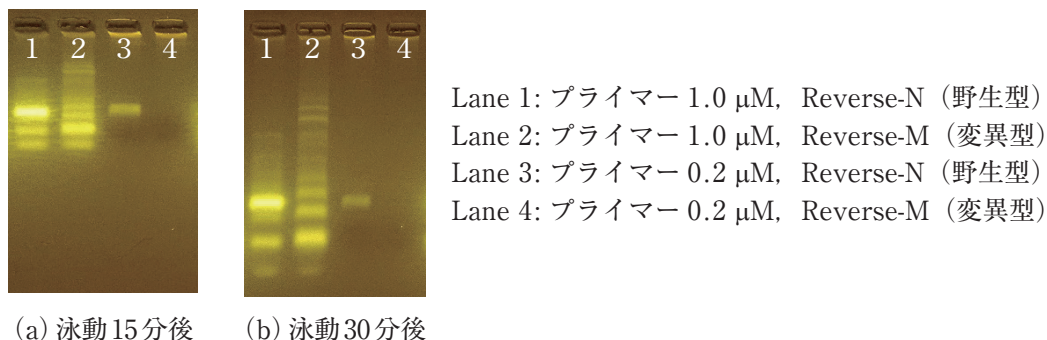 1 2 3 4
1 2 3 4
Lane 1: プライマー 1.0 μM, Reverse-N（野生型）
Lane 2: プライマー 1.0 μM, Reverse-M（変異型）
Lane 3: プライマー 0.2 μM, Reverse-N（野生型）
Lane 4: プライマー 0.2 μM, Reverse-M（変異型）
(a) 泳動15分後
(b) 泳動30分後